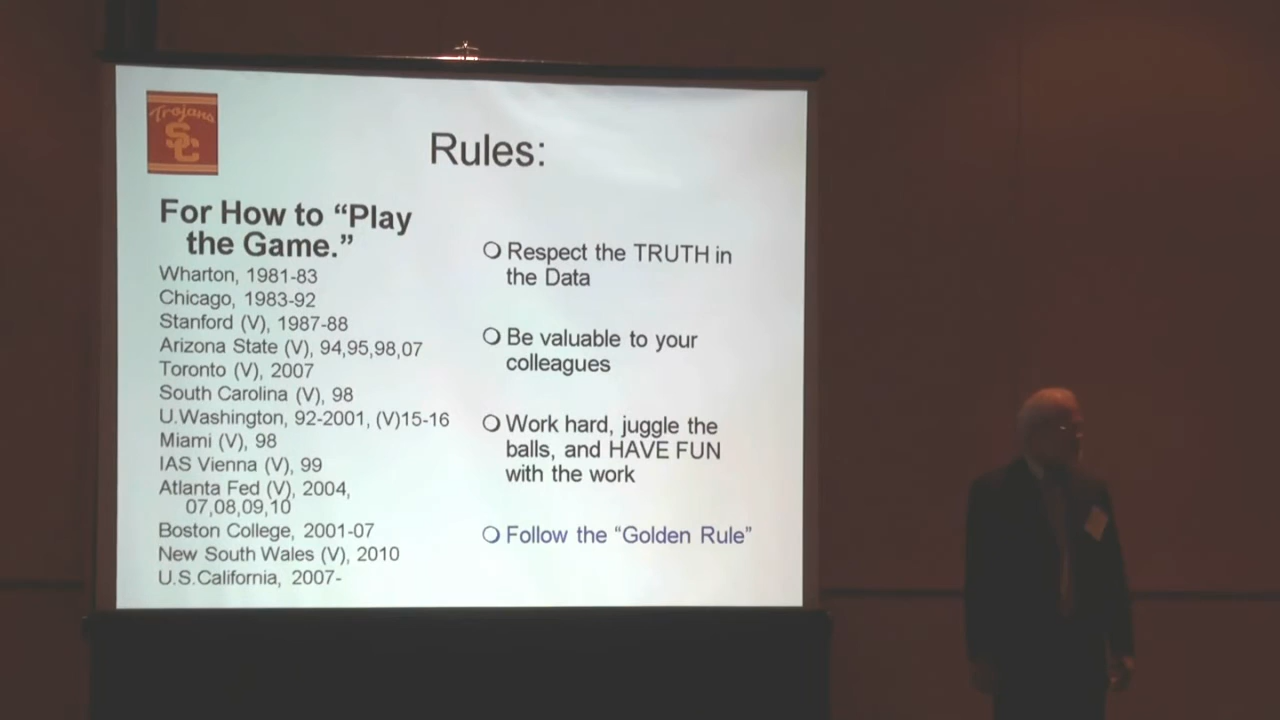 Trojans
SC
Rules:
For How to “Play
the Game.”
Wharton, 1981-83
Chicago, 1983-92
Stanford (V), 1987-88
Arizona State (V), 94,95,98,07
Toronto (V), 2007
South Carolina (V), 98
U.Washington, 92-2001, (V)15-16
Miami (V), 98
IAS Vienna (V), 99
Atlanta Fed (V), 2004,
07,08,09,10
Boston College, 2001-07
New South Wales (V), 2010
U.S.California, 2007-
Respect the TRUTH in
the Data
Be valuable to your
colleagues
Work hard, juggle the
balls, and HAVE FUN
with the work
Follow the “Golden Rule”